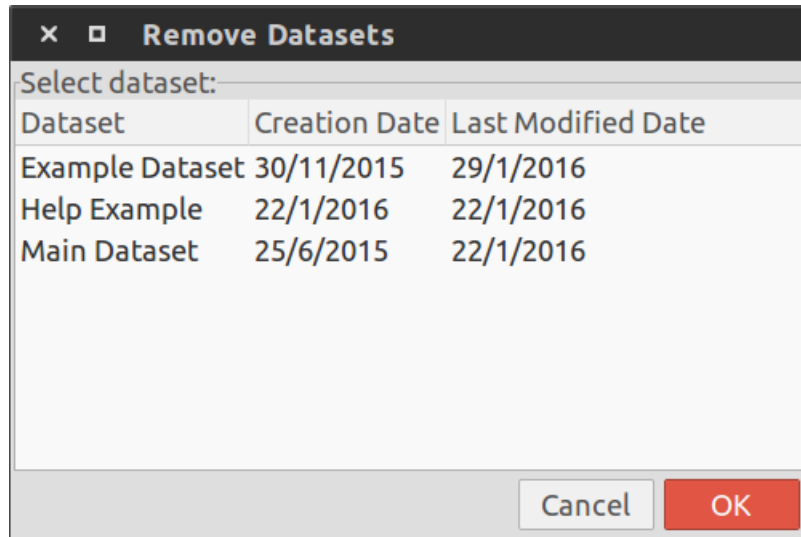 Remove Datasets
Select dataset:
Dataset Creation Date Last Modified Date
Example Dataset 30/11/2015 29/1/2016
Help Example 22/1/2016 22/1/2016
Main Dataset 25/6/2015 22/1/2016
Cancel OK